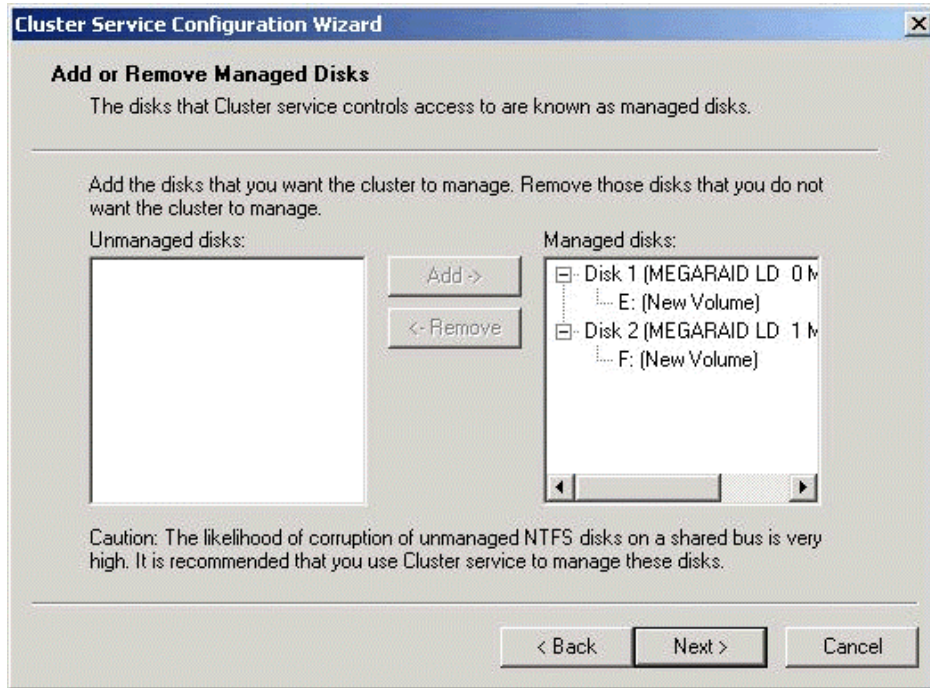 Cluster Service Configuration Wizard
Add or Remove Managed Disks
The disks that Cluster service controls access to are known as managed disks.
Add the disks that you want the cluster to manage. Remove those disks that you do not
want the cluster to manage.
Unmanaged disks:
Managed disks:
Add ->
<- Remove
Disk 1 (MEGARAID LD 0 M
E: (New Volume)
Disk 2 (MEGARAID LD 1 M
F: (New Volume)
Caution: The likelihood of corruption of unmanaged NTFS disks on a shared bus is very
high. It is recommended that you use Cluster service to manage these disks.
< Back
Next >
Cancel